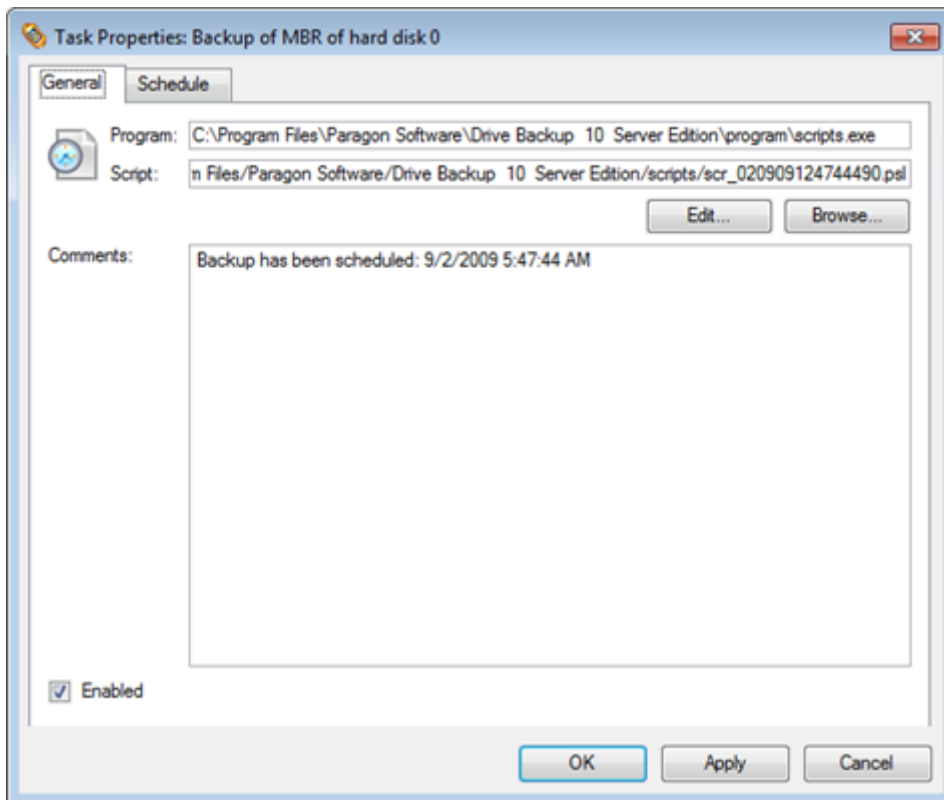 Task Properties: Backup of MBR of hard disk 0
General Schedule
Program: C:\Program Files\Paragon Software\Drive Backup  10  Server Edition\program\scripts.exe
Script: n Files/Paragon Software/Drive Backup  10  Server Edition/scripts/scr_020909124744490.psl
Edit... Browse...
Comments: Backup has been scheduled: 9/2/2009 5:47:44 AM
Enabled
OK Apply Cancel